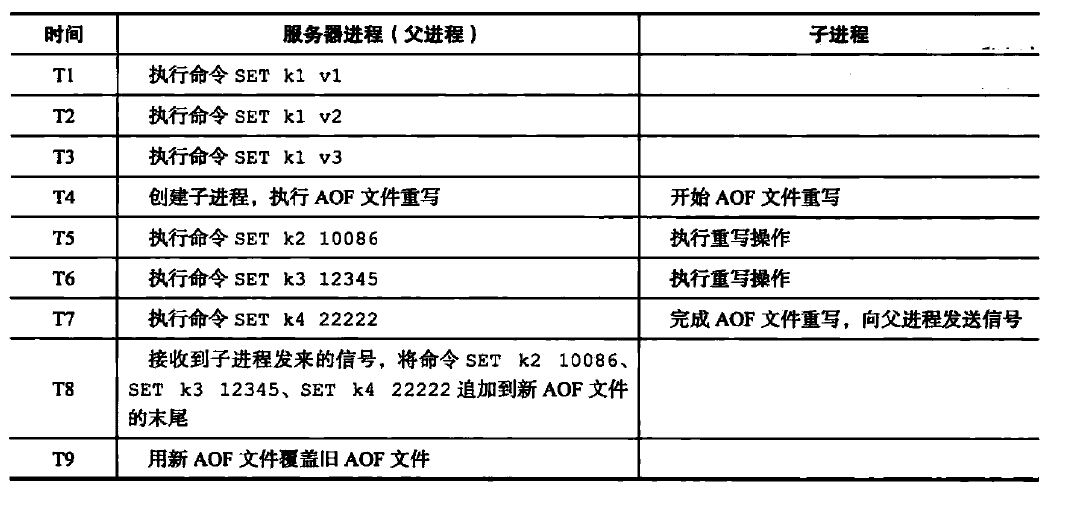 时间 服务器进程（父进程） 子进程
T1 执行命令 SET k1 v1
T2 执行命令 SET k1 v2
T3 执行命令 SET k1 v3
T4 创建子进程，执行 AOF 文件重写 开始 AOF 文件重写
T5 执行命令 SET k2 10086 执行重写操作
T6 执行命令 SET k3 12345 执行重写操作
T7 执行命令 SET k4 22222 完成 AOF 文件重写，向父进程发送信号
接收到子进程发来的信号，将命令 SET k2 10086、
T8 SET k3 12345、SET k4 22222 追加到新 AOF 文件
的末尾
T9 用新 AOF 文件覆盖旧 AOF 文件